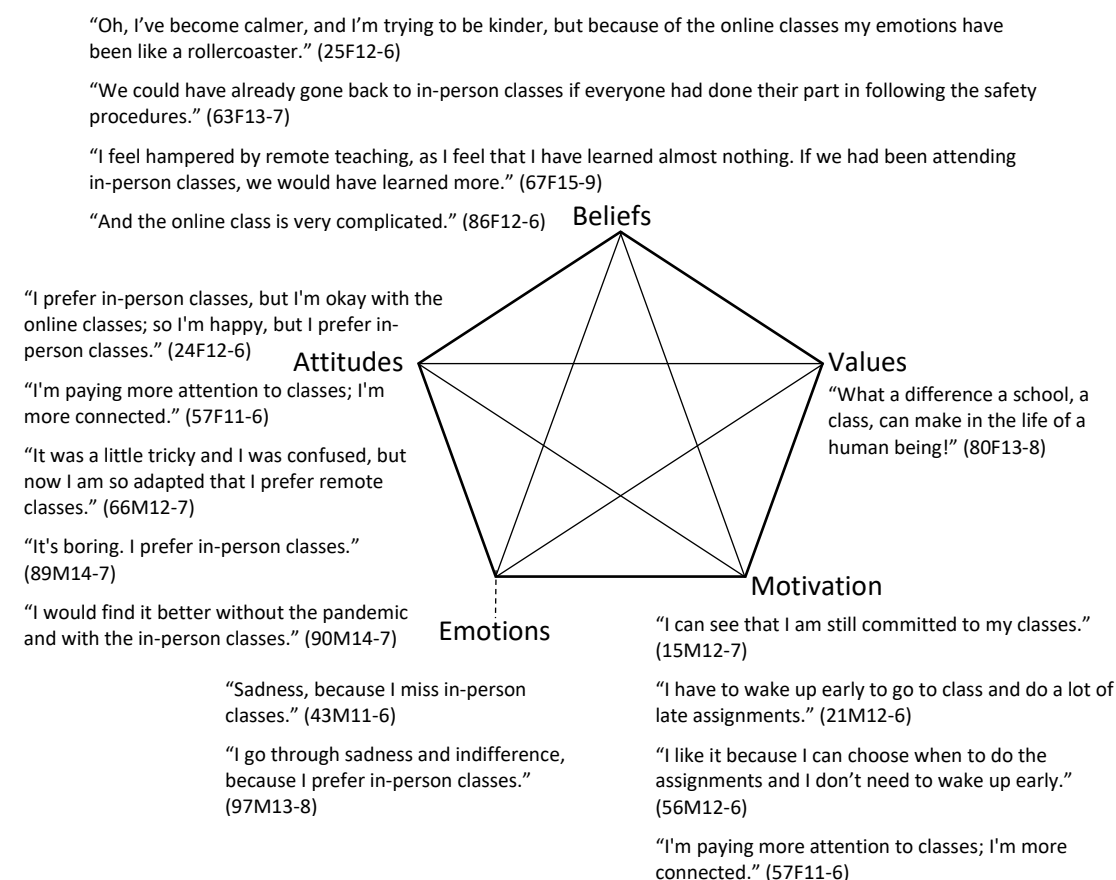 “Oh, I’ve become calmer, and I’m trying to be kinder, but because of the online classes my emotions have
been like a rollercoaster.” (25F12-6)
“We could have already gone back to in-person classes if everyone had done their part in following the safety
procedures.” (63F13-7)
“I feel hampered by remote teaching, as I feel that I have learned almost nothing. If we had been attending
in-person classes, we would have learned more.” (67F15-9)
“And the online class is very complicated.” (86F12-6)
Beliefs
“I prefer in-person classes, but I'm okay with the
online classes; so I'm happy, but I prefer in-
person classes.” (24F12-6)
Attitudes
“I'm paying more attention to classes; I'm
more connected.” (57F11-6)
“It was a little tricky and I was confused, but
now I am so adapted that I prefer remote
classes.” (66M12-7)
“It's boring. I prefer in-person classes.”
(89M14-7)
“I would find it better without the pandemic
and with the in-person classes.” (90M14-7)
Values
“What a difference a school, a
class, can make in the life of a
human being!” (80F13-8)
Emotions
“Sadness, because I miss in-person
classes.” (43M11-6)
“I go through sadness and indifference,
because I prefer in-person classes.”
(97M13-8)
Motivation
“I can see that I am still committed to my classes.”
(15M12-7)
“I have to wake up early to go to class and do a lot of
late assignments.” (21M12-6)
“I like it because I can choose when to do the
assignments and I don’t need to wake up early.”
(56M12-6)
“I'm paying more attention to classes; I'm more
connected.” (57F11-6)